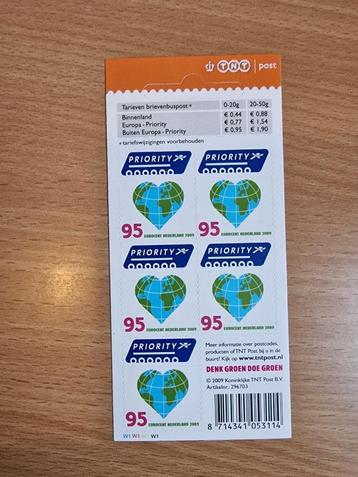 TNT | post
Tarieven brievenbuspost * 0-20g 20-50g
Binnenland € 0,44 € 0,88
Europa - Priority € 0,77 € 1,54
Buiten Europa - Priority € 0,95 € 1,90
* tariefswijzigingen voorbehouden
PRIORITY
95 EUROCENT NEDERLAND 2009
PRIORITY
95 EUROCENT NEDERLAND 2009
PRIORITY
95 EUROCENT NEDERLAND 2009
PRIORITY
95 EUROCENT NEDERLAND 2009
PRIORITY
95 EUROCENT NEDERLAND 2009
Meer informatie over postcodes,
producten of TNT Post bij u in de
buurt? Kijk op www.tntpost.nl
DENK GROEN DOE GROEN
© 2009 Koninklijke TNT Post B.V.
Artikelnr: 296703
8 714341 053114
W1 W1 W1 W1